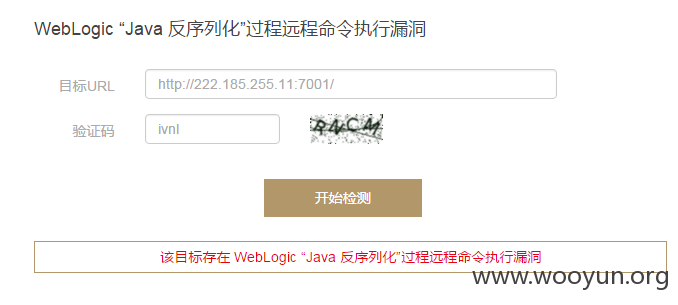 WebLogic “Java 反序列化”过程远程命令执行漏洞
目标URL http://222.185.255.11:7001/
验证码 ivnl RNCM
开始检测
该目标存在 WebLogic “Java 反序列化”过程远程命令执行漏洞
www.wooyun.org